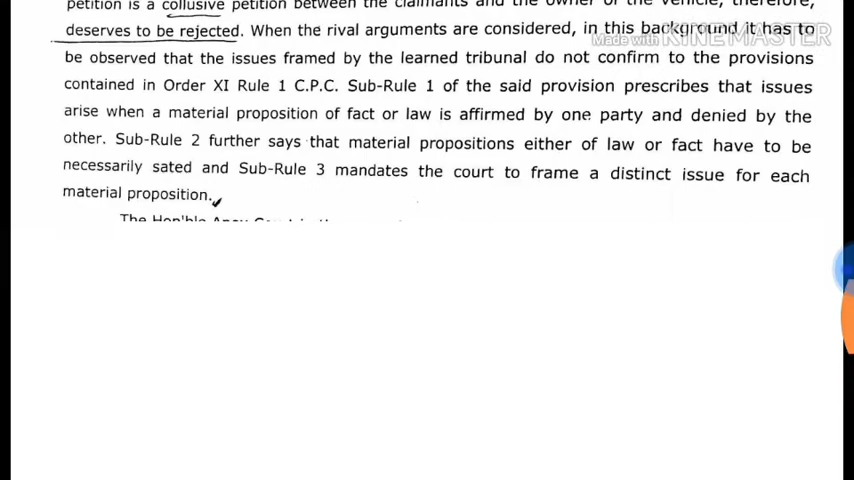 petition is a collusive petition between the claimants and the owner of the vehicle, therefore,
deserves to be rejected. When the rival arguments are considered, in this background it has to
Made with KINEMASTER
be observed that the issues framed by the learned tribunal do not confirm to the provisions
contained in Order XI Rule 1 C.P.C. Sub-Rule 1 of the said provision prescribes that issues
arise when a material proposition of fact or law is affirmed by one party and denied by the
other. Sub-Rule 2 further says that material propositions either of law or fact have to be
necessarily sated and Sub-Rule 3 mandates the court to frame a distinct issue for each
material proposition.
The Hon'ble Apex